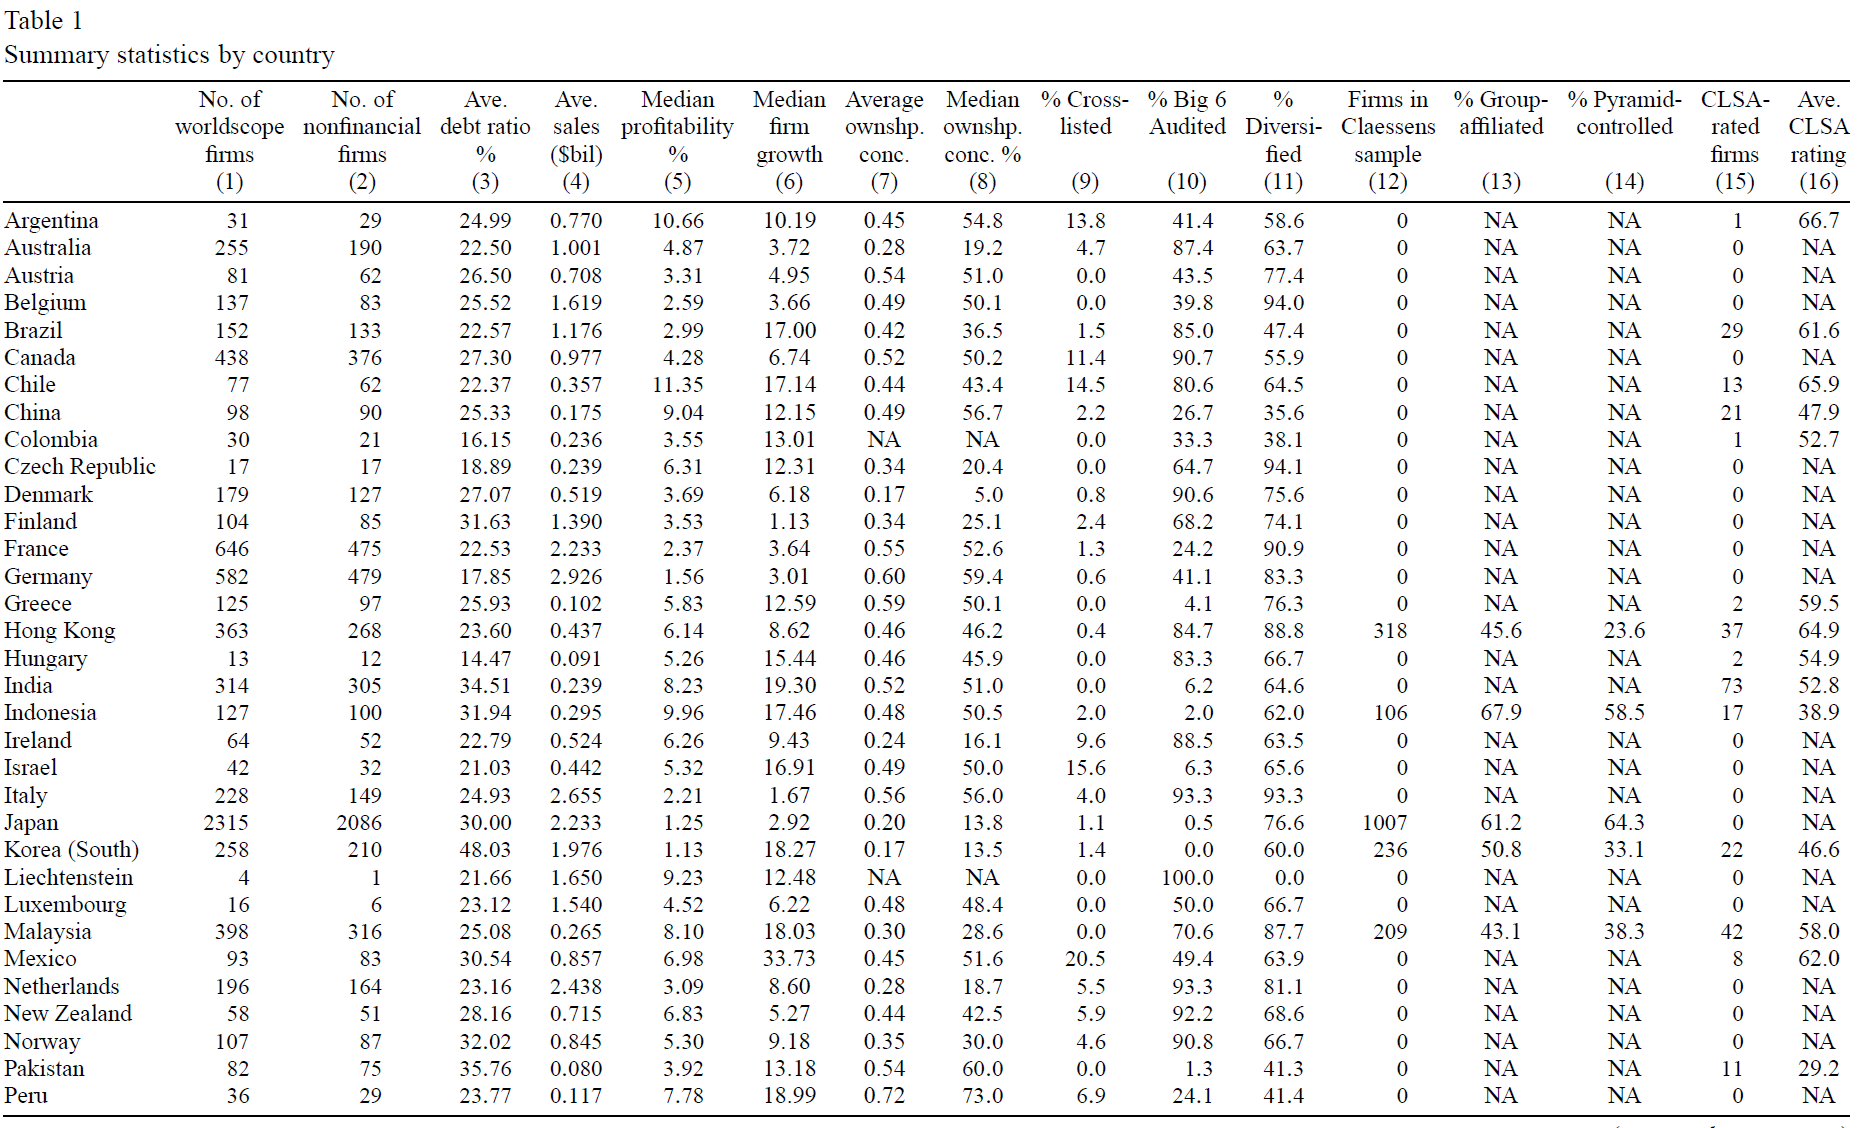 Table 1
Summary statistics by country
No. of No. of Ave. Ave. Median Median Average Median % Cross- % Big 6 % Firms in % Group- % Pyramid- CLSA- Ave.
worldscope nonfinancial debt ratio sales profitability firm ownshp. ownshp. listed Audited Diversi- Claessens affiliated controlled rated CLSA
firms firms % ($bil) % growth conc. conc. % fied sample firms rating
(1) (2) (3) (4) (5) (6) (7) (8) (9) (10) (11) (12) (13) (14) (15) (16)
Argentina 31 29 24.99 0.770 10.66 10.19 0.45 54.8 13.8 41.4 58.6 0 NA NA 1 66.7
Australia 255 190 22.50 1.001 4.87 3.72 0.28 19.2 4.7 87.4 63.7 0 NA NA 0 NA
Austria 81 62 26.50 0.708 3.31 4.95 0.54 51.0 0.0 43.5 77.4 0 NA NA 0 NA
Belgium 137 83 25.52 1.619 2.59 3.66 0.49 50.1 0.0 39.8 94.0 0 NA NA 0 NA
Brazil 152 133 22.57 1.176 2.99 17.00 0.42 36.5 1.5 85.0 47.4 0 NA NA 29 61.6
Canada 438 376 27.30 0.977 4.28 6.74 0.52 50.2 11.4 90.7 55.9 0 NA NA 0 NA
Chile 77 62 22.37 0.357 11.35 17.14 0.44 43.4 14.5 80.6 64.5 0 NA NA 13 65.9
China 98 90 25.33 0.175 9.04 12.15 0.49 56.7 2.2 26.7 35.6 0 NA NA 21 47.9
Colombia 30 21 16.15 0.236 3.55 13.01 NA NA 0.0 33.3 38.1 0 NA NA 1 52.7
Czech Republic 17 17 18.89 0.239 6.31 12.31 0.34 20.4 0.0 64.7 94.1 0 NA NA 0 NA
Denmark 179 127 27.07 0.519 3.69 6.18 0.17 5.0 0.8 90.6 75.6 0 NA NA 0 NA
Finland 104 85 31.63 1.390 3.53 1.13 0.34 25.1 2.4 68.2 74.1 0 NA NA 0 NA
France 646 475 22.53 2.233 2.37 3.64 0.55 52.6 1.3 24.2 90.9 0 NA NA 0 NA
Germany 582 479 17.85 2.926 1.56 3.01 0.60 59.4 0.6 41.1 83.3 0 NA NA 0 NA
Greece 125 97 25.93 0.102 5.83 12.59 0.59 50.1 0.0 4.1 76.3 0 NA NA 2 59.5
Hong Kong 363 268 23.60 0.437 6.14 8.62 0.46 46.2 0.4 84.7 88.8 318 45.6 23.6 37 64.9
Hungary 13 12 14.47 0.091 5.26 15.44 0.46 45.9 0.0 83.3 66.7 0 NA NA 2 54.9
India 314 305 34.51 0.239 8.23 19.30 0.52 51.0 0.0 6.2 64.6 0 NA NA 73 52.8
Indonesia 127 100 31.94 0.295 9.96 17.46 0.48 50.5 2.0 2.0 62.0 106 67.9 58.5 17 38.9
Ireland 64 52 22.79 0.524 6.26 9.43 0.24 16.1 9.6 88.5 63.5 0 NA NA 0 NA
Israel 42 32 21.03 0.442 5.32 16.91 0.49 50.0 15.6 6.3 65.6 0 NA NA 0 NA
Italy 228 149 24.93 2.655 2.21 1.67 0.56 56.0 4.0 93.3 93.3 0 NA NA 0 NA
Japan 2315 2086 30.00 2.233 1.25 2.92 0.20 13.8 1.1 0.5 76.6 1007 61.2 64.3 0 NA
Korea (South) 258 210 48.03 1.976 1.13 18.27 0.17 13.5 1.4 0.0 60.0 236 50.8 33.1 22 46.6
Liechtenstein 4 1 21.66 1.650 9.23 12.48 NA NA 0.0 100.0 0.0 0 NA NA 0 NA
Luxembourg 16 6 23.12 1.540 4.52 6.22 0.48 48.4 0.0 50.0 66.7 0 NA NA 0 NA
Malaysia 398 316 25.08 0.265 8.10 18.03 0.30 28.6 0.0 70.6 87.7 209 43.1 38.3 42 58.0
Mexico 93 83 30.54 0.857 6.98 33.73 0.45 51.6 20.5 49.4 63.9 0 NA NA 8 62.0
Netherlands 196 164 23.16 2.438 3.09 8.60 0.28 18.7 5.5 93.3 81.1 0 NA NA 0 NA
New Zealand 58 51 28.16 0.715 6.83 5.27 0.44 42.5 5.9 92.2 68.6 0 NA NA 0 NA
Norway 107 87 32.02 0.845 5.30 9.18 0.35 30.0 4.6 90.8 66.7 0 NA NA 0 NA
Pakistan 82 75 35.76 0.080 3.92 13.18 0.54 60.0 0.0 1.3 41.3 0 NA NA 11 29.2
Peru 36 29 23.77 0.117 7.78 18.99 0.72 73.0 6.9 24.1 41.4 0 NA NA 0 NA